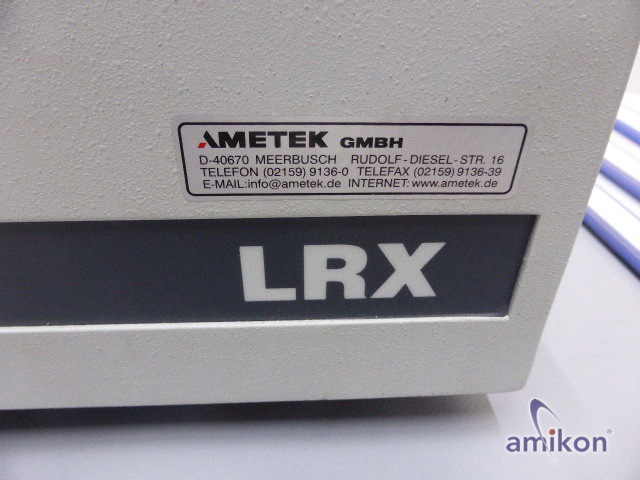 AMETEK GMBH
D-40670 MEERBUSCH RUDOLF-DIESEL-STR. 16
TELEFON (02159) 9136-0 TELEFAX (02159) 9136-39
E-MAIL:info@ametek.de INTERNET:www.ametek.de
LRX
amikon